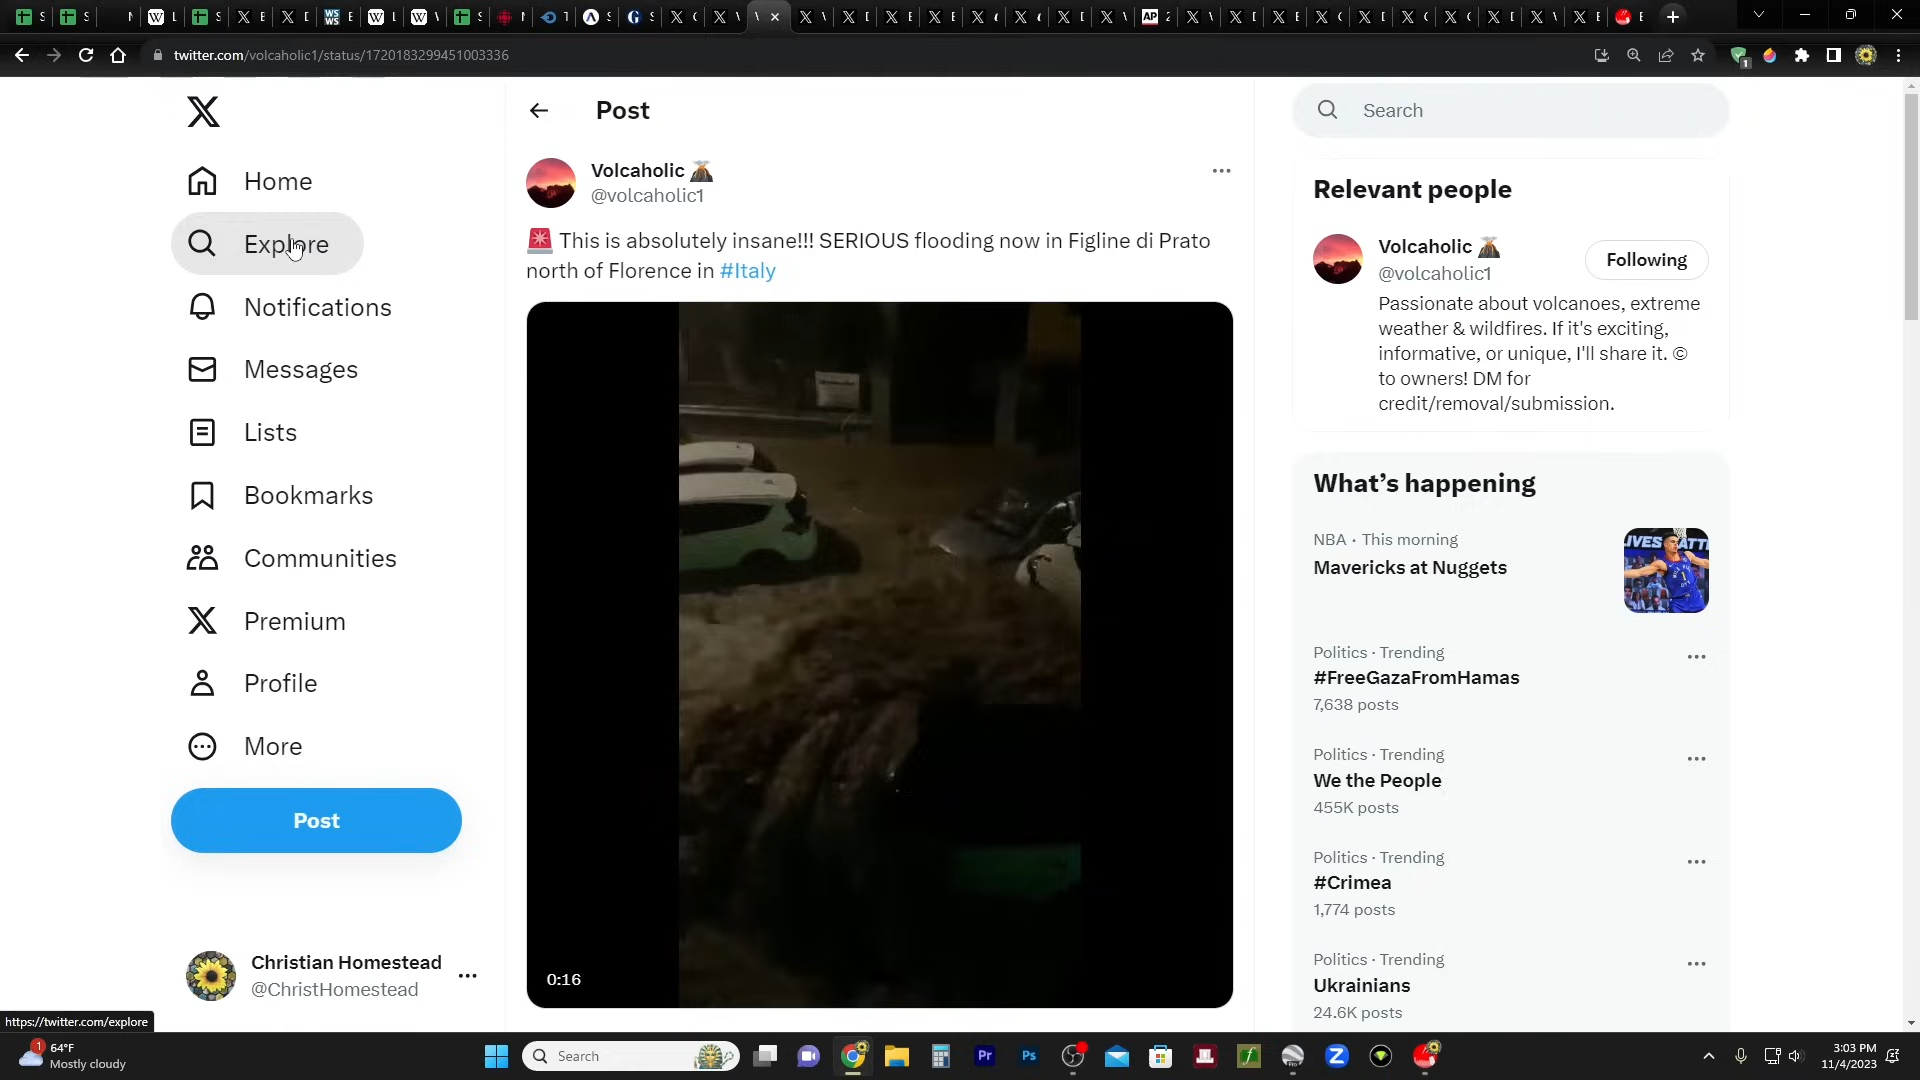 twitter.com/volcaholic1/status/1720183299451003336
1
Home
Explore
Notifications
Messages
Lists
Bookmarks
Communities
Premium
Profile
More
Post
Christian Homestead
@ChristHomestead
https://twitter.com/explore
Post
Volcaholic 🌋
@volcaholic1
🚨 This is absolutely insane!!! SERIOUS flooding now in Figline di Prato
north of Florence in #Italy
0:16
Search
Relevant people
Volcaholic 🌋
@volcaholic1
Following
Passionate about volcanoes, extreme
weather & wildfires. If it's exciting,
informative, or unique, I'll share it. ©
to owners! DM for
credit/removal/submission.
What's happening
NBA · This morning
Mavericks at Nuggets
Politics · Trending
#FreeGazaFromHamas
7,638 posts
Politics · Trending
We the People
455K posts
Politics · Trending
#Crimea
1,774 posts
Politics · Trending
Ukrainians
24.6K posts
1
64°F
Mostly cloudy
Search
Pr
Ps
3:03 PM
11/4/2023